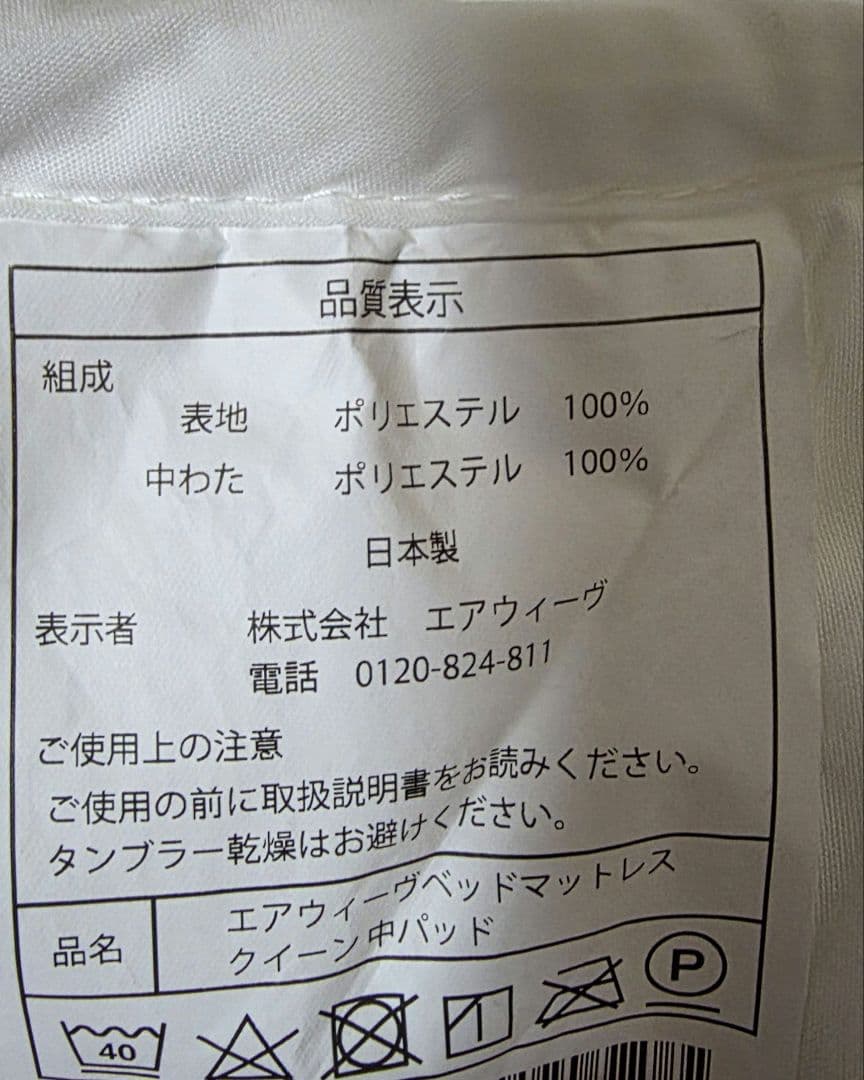 品質表示
組成
表地 ポリエステル 100%
中わた ポリエステル 100%
日本製
表示者 株式会社 エアウィーヴ
電話 0120-824-811
ご使用上の注意
ご使用の前に取扱説明書をお読みください。
タンブラー乾燥はお避けください。
品名 エアウィーヴベッドマットレス
クイーン中パッド
40
P